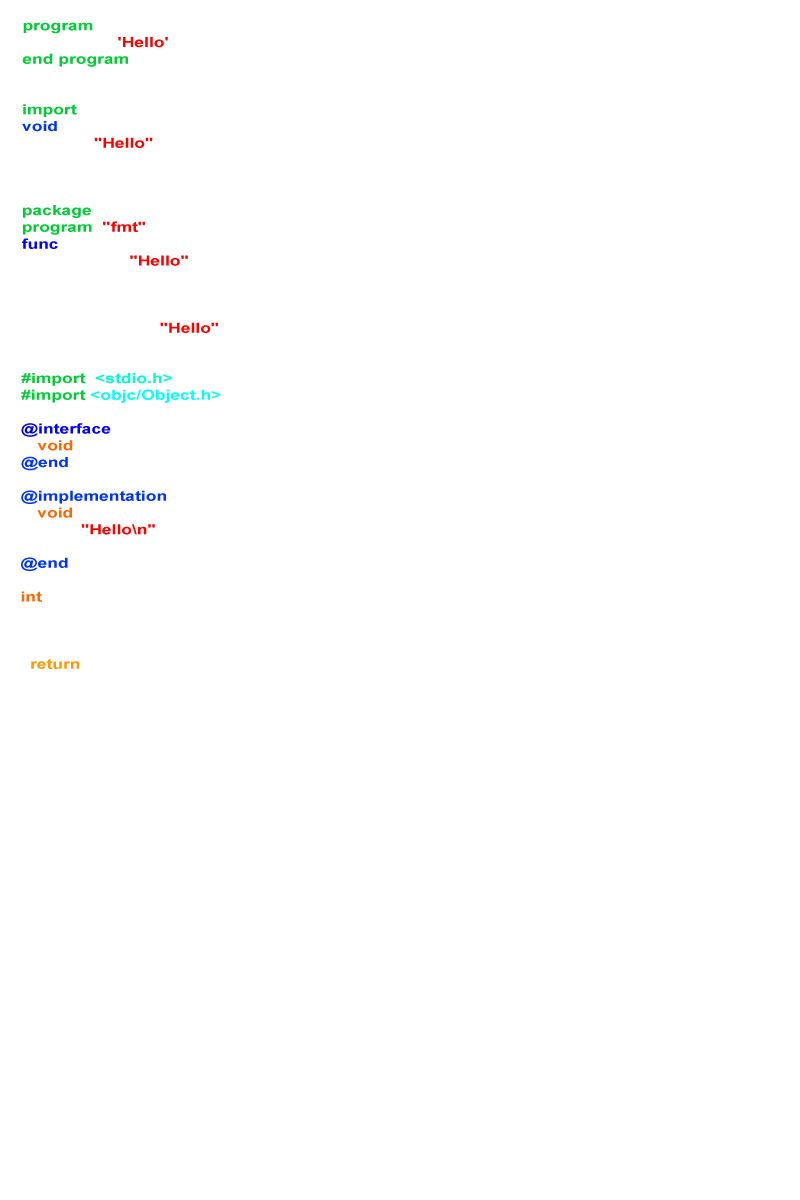 program
'Hello'
end program
import
void
"Hello"
package
program "fmt"
func
"Hello"
"Hello"
#import <stdio.h>
#import <objc/Object.h>
@interface
void
@end
@implementation
void
"Hello\n"
@end
int
return